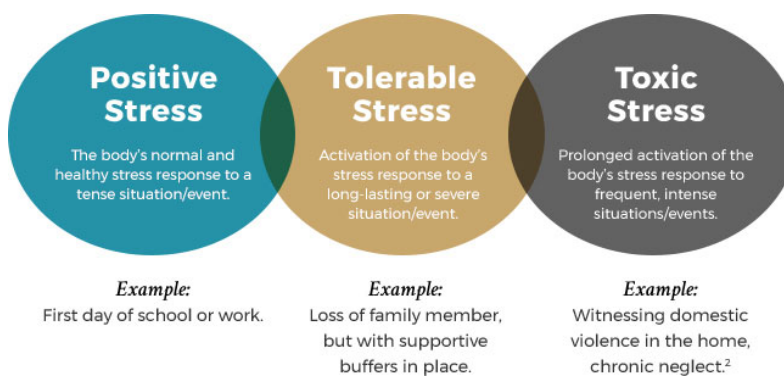 Positive
Stress
The body's normal and
healthy stress response to a
tense situation/event.
Example:
First day of school or work.
Tolerable
Stress
Activation of the body's
stress response to a
long-lasting or severe
situation/event.
Example:
Loss of family member,
but with supportive
buffers in place.
Toxic
Stress
Prolonged activation of the
body's stress response to
frequent, intense
situations/events.
Example:
Witnessing domestic
violence in the home,
chronic neglect.²